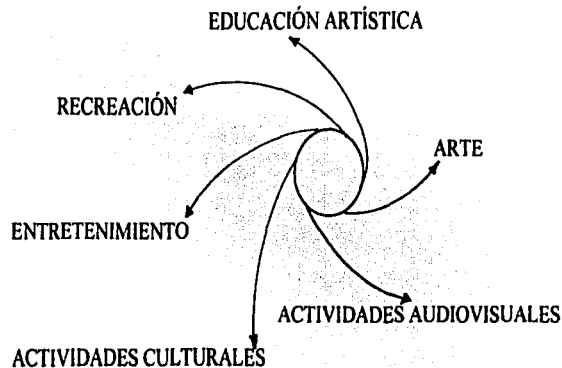 EDUCACIÓN ARTÍSTICA
RECREACIÓN
ARTE
ENTRETENIMIENTO
ACTIVIDADES AUDIOVISUALES
ACTIVIDADES CULTURALES